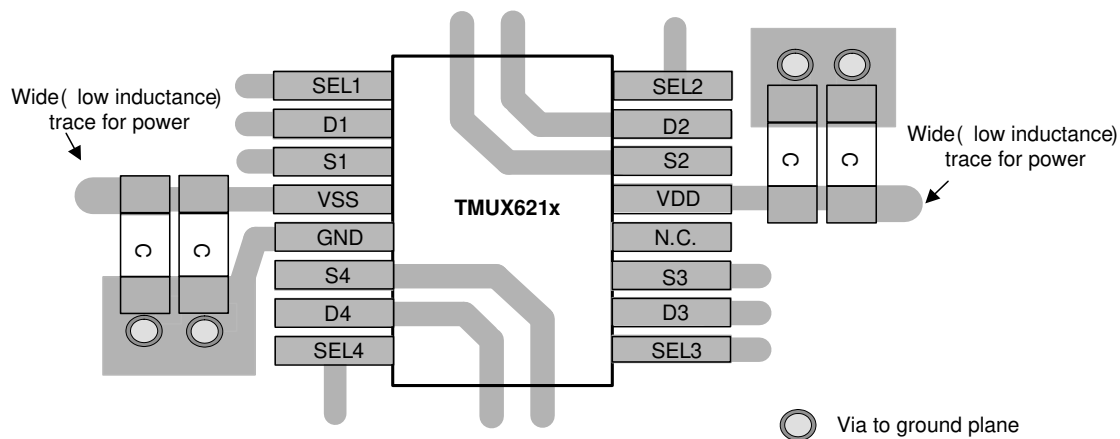 SEL1
D1
S1
VSS
GND
S4
D4
SEL4
Wide( low inductance)
trace for power
C
C
TMUX621x
SEL2
D2
S2
VDD
N.C.
S3
D3
SEL3
C
C
Wide( low inductance)
trace for power
Via to ground plane